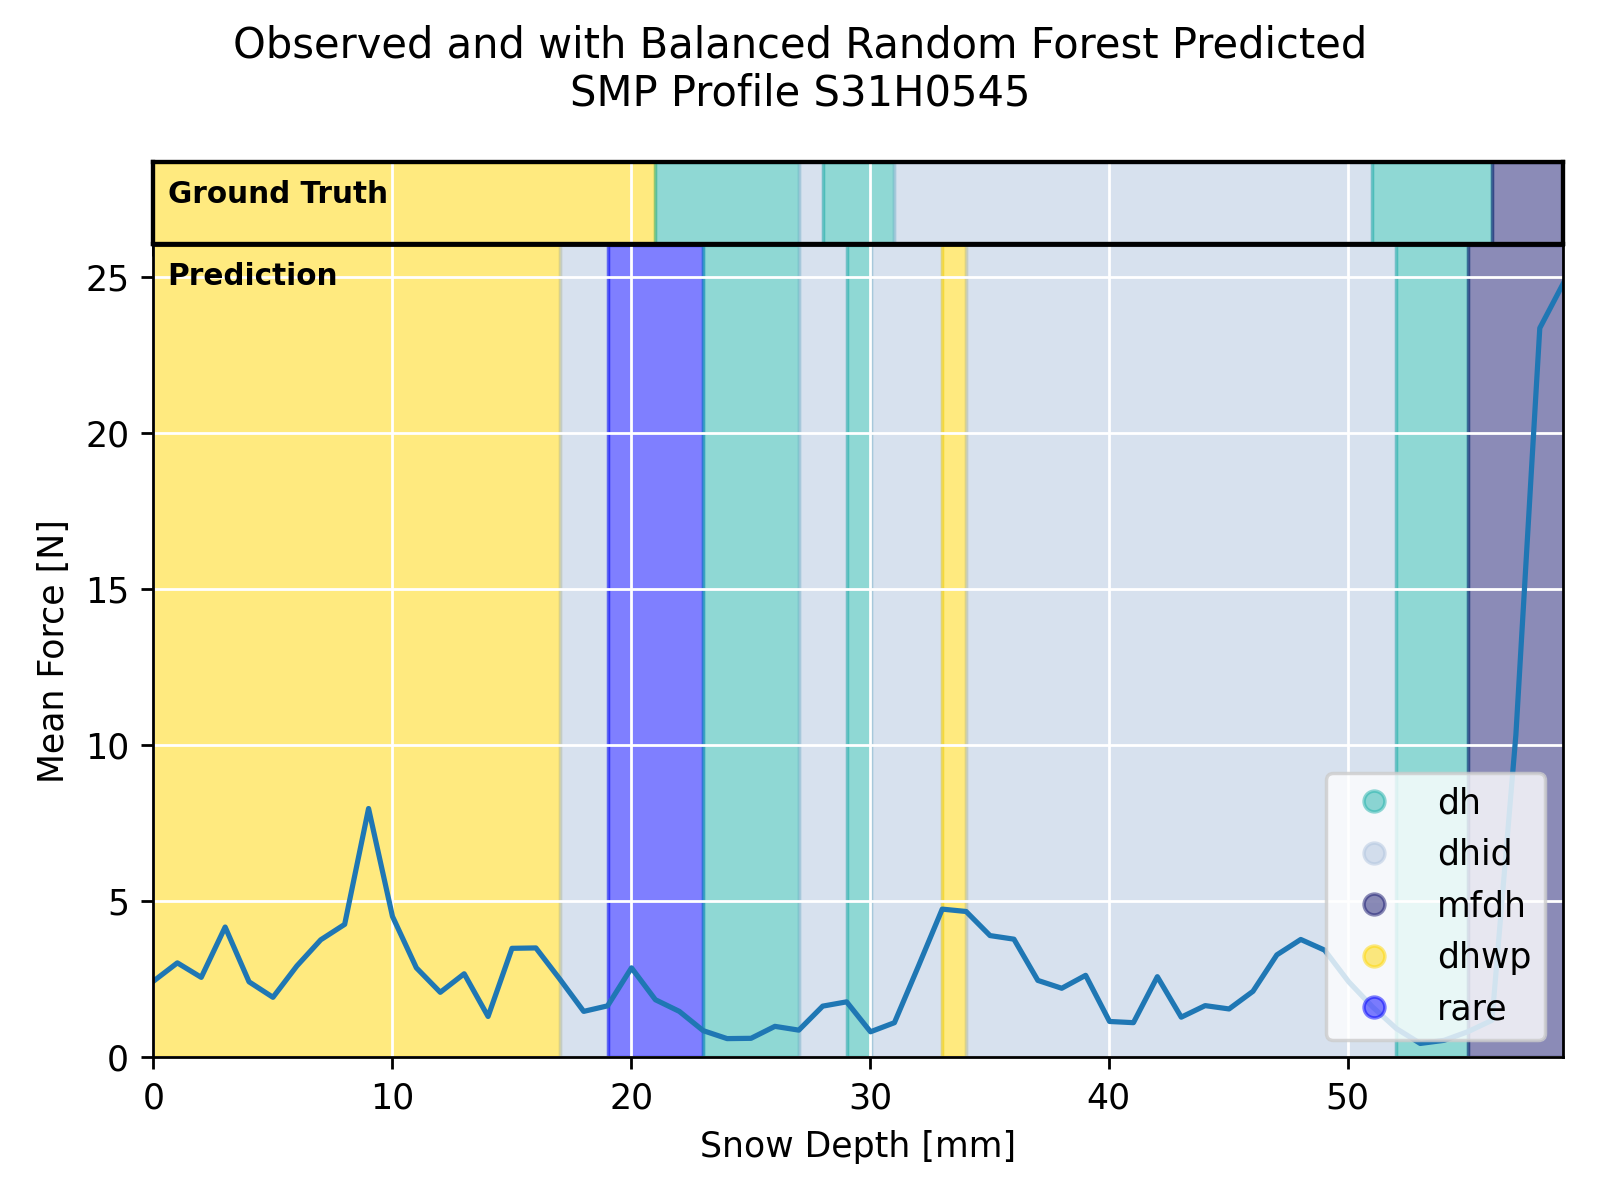 Observed and with Balanced Random Forest Predicted
SMP Profile S31H0545
Ground Truth
Prediction
25
20
15
10
5
0
Mean Force [N]
dh
dhid
mfdh
dhwp
rare
0 10 20 30 40 50
Snow Depth [mm]